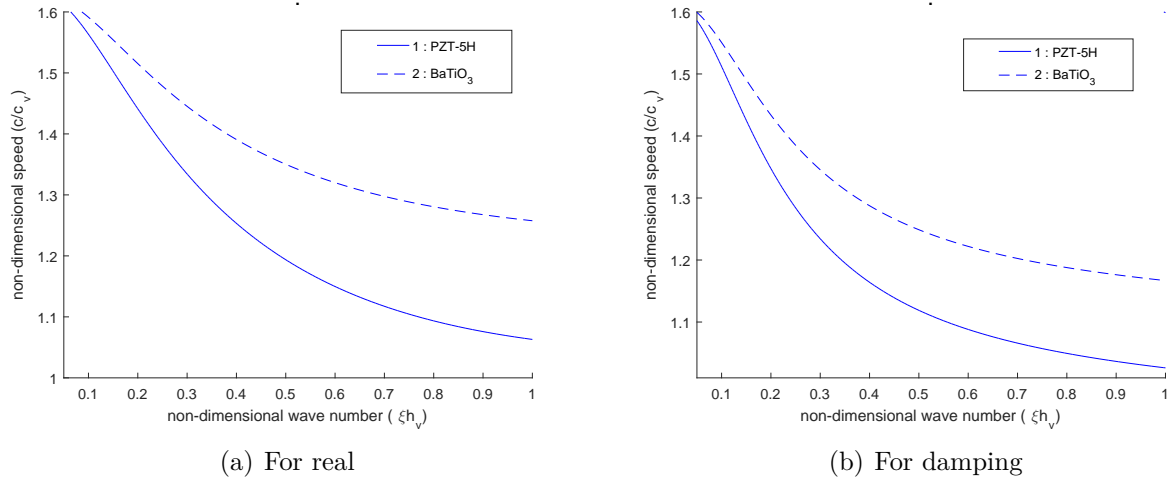 1.6
1.5
1.4
1.3
1.2
1.1
1
0.1 0.2 0.3 0.4 0.5 0.6 0.7 0.8 0.9 1
non-dimensional speed (c/c_v)
non-dimensional wave number ( ξh_v)
1 : PZT-5H
2 : BaTiO₃
(a) For real
1.6
1.5
1.4
1.3
1.2
1.1
0.1 0.2 0.3 0.4 0.5 0.6 0.7 0.8 0.9 1
non-dimensional speed (c/c_v)
non-dimensional wave number ( ξh_v)
1 : PZT-5H
2 : BaTiO₃
(b) For damping